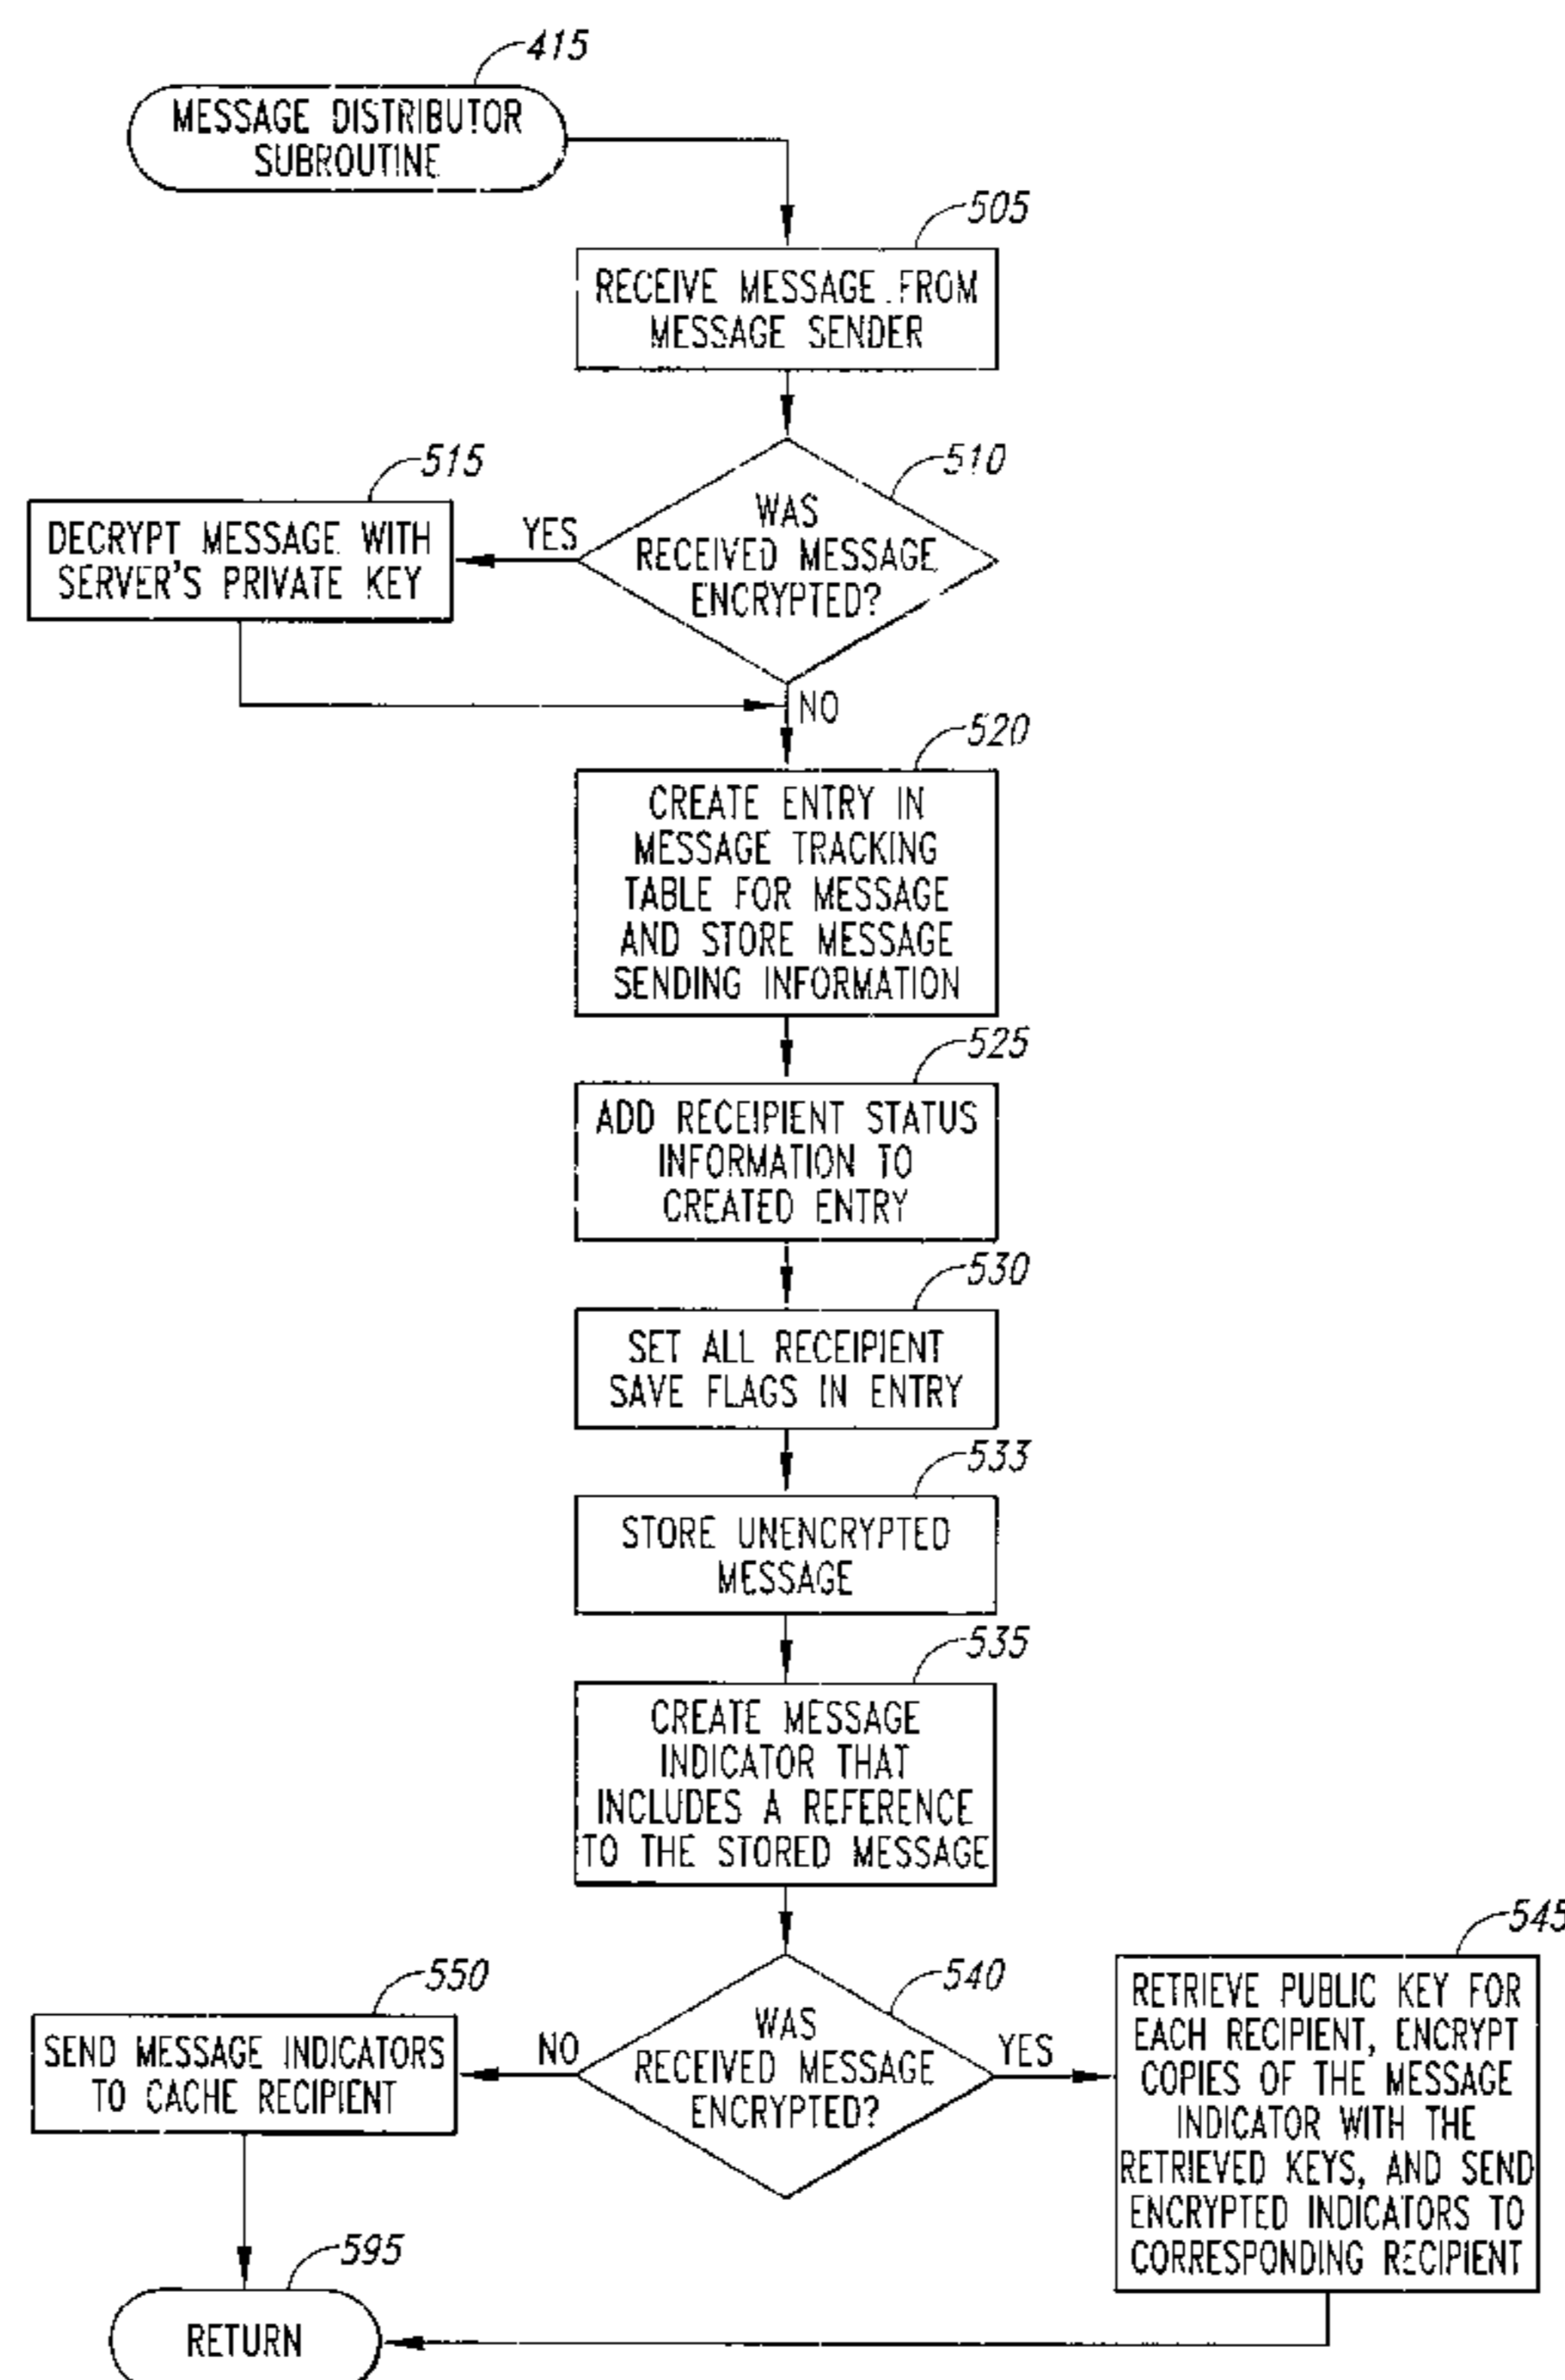 415
MESSAGE DISTRIBUTOR
SUBROUTINE
505
RECEIVE MESSAGE FROM
MESSAGE SENDER
510
WAS
RECEIVED MESSAGE
ENCRYPTED?
YES
515
DECRYPT MESSAGE WITH
SERVER'S PRIVATE KEY
NO
520
CREATE ENTRY IN
MESSAGE TRACKING
TABLE FOR MESSAGE
AND STORE MESSAGE
SENDING INFORMATION
525
ADD RECEIPIENT STATUS
INFORMATION TO
CREATED ENTRY
530
SET ALL RECEIPIENT
SAVE FLAGS IN ENTRY
533
STORE UNENCRYPTED
MESSAGE
535
CREATE MESSAGE
INDICATOR THAT
INCLUDES A REFERENCE
TO THE STORED MESSAGE
540
WAS
RECEIVED MESSAGE
ENCRYPTED?
NO
YES
550
SEND MESSAGE INDICATORS
TO CACHE RECIPIENT
545
RETRIEVE PUBLIC KEY FOR
EACH RECIPIENT, ENCRYPT
COPIES OF THE MESSAGE
INDICATOR WITH THE
RETRIEVED KEYS, AND SEND
ENCRYPTED INDICATORS TO
CORRESPONDING RECIPIENT
595
RETURN